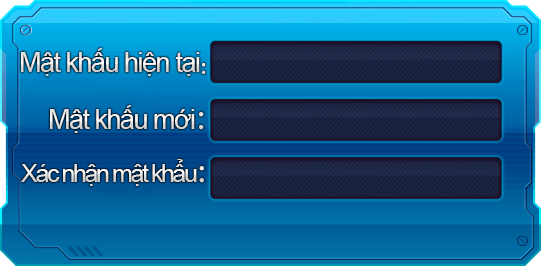 Mật khẩu hiện tại:
Mật khẩu mới:
Xác nhận mật khẩu: